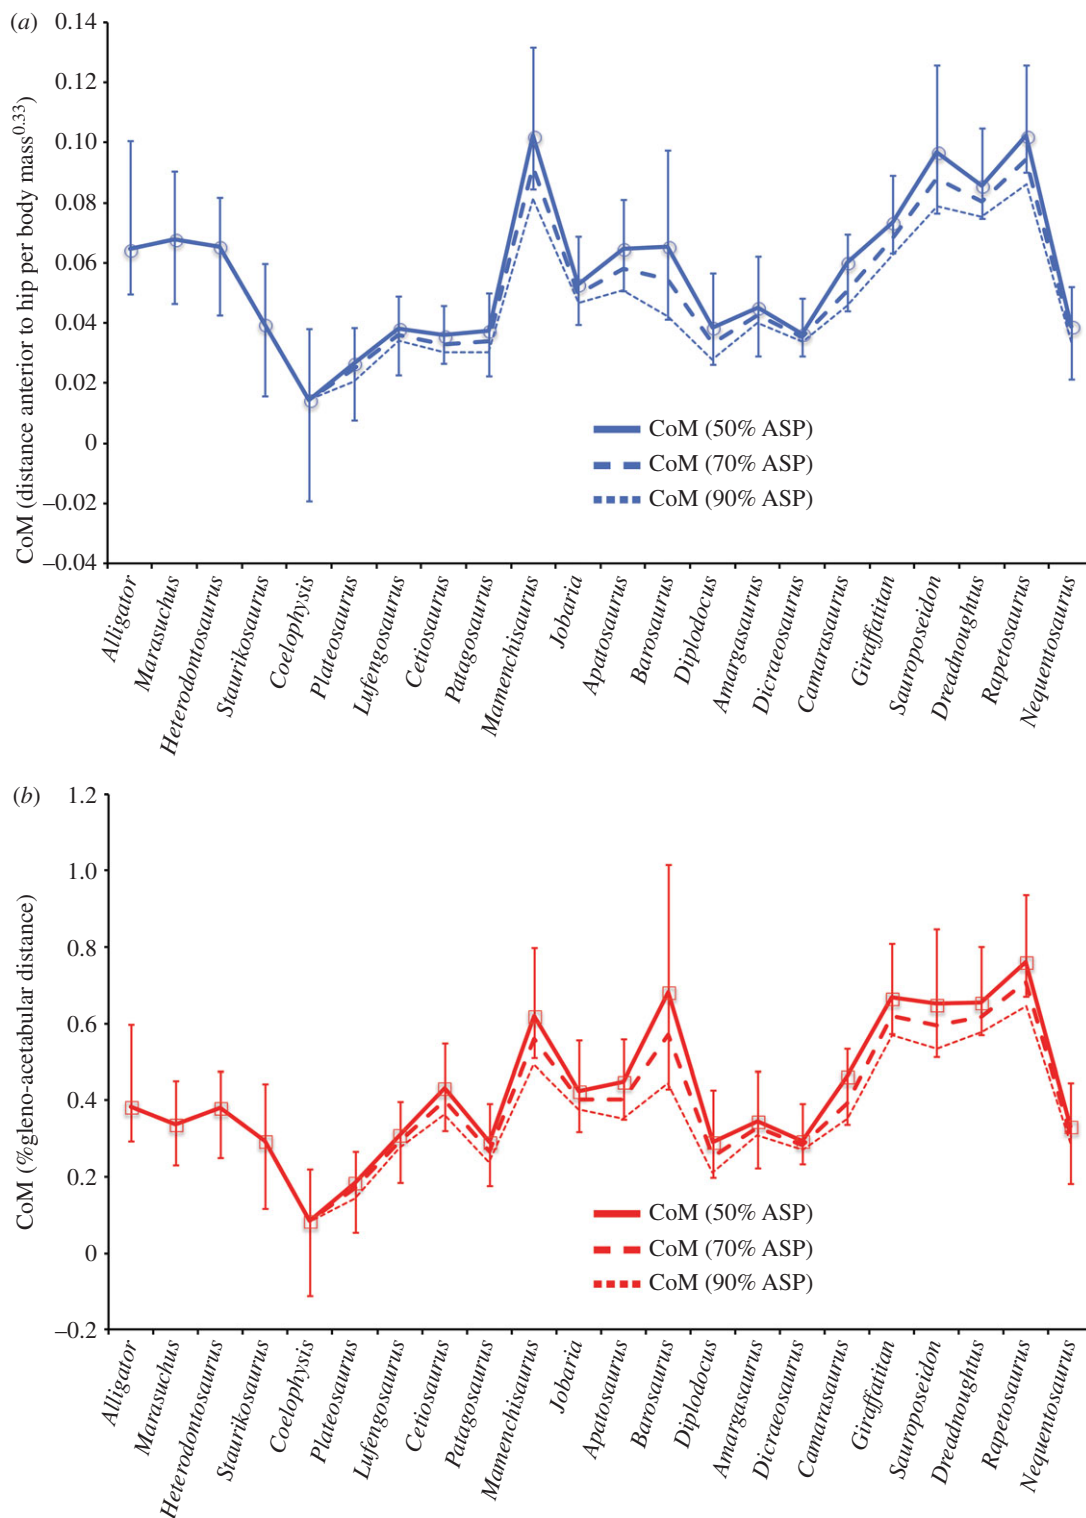 (a)
0.14
0.12
0.10
0.08
0.06
0.04
0.02
0
–0.02
–0.04
CoM (distance anterior to hip per body mass0.33)
CoM (50% ASP)
CoM (70% ASP)
CoM (90% ASP)
Alligator
Marasuchus
Heterodontosaurus
Staurikosaurus
Coelophysis
Plateosaurus
Lufengosaurus
Cetiosaurus
Patagosaurus
Mamenchisaurus
Jobaria
Apatosaurus
Barosaurus
Diplodocus
Amargasaurus
Dicraeosaurus
Camarasaurus
Giraffatitan
Sauroposeidon
Dreadnoughtus
Rapetosaurus
Nequentosaurus
(b)
1.2
1.0
0.8
0.6
0.4
0.2
0
–0.2
CoM (%gleno-acetabular distance)
CoM (50% ASP)
CoM (70% ASP)
CoM (90% ASP)
Alligator
Marasuchus
Heterodontosaurus
Staurikosaurus
Coelophysis
Plateosaurus
Lufengosaurus
Cetiosaurus
Patagosaurus
Mamenchisaurus
Jobaria
Apatosaurus
Barosaurus
Diplodocus
Amargasaurus
Dicraeosaurus
Camarasaurus
Giraffatitan
Sauroposeidon
Dreadnoughtus
Rapetosaurus
Nequentosaurus